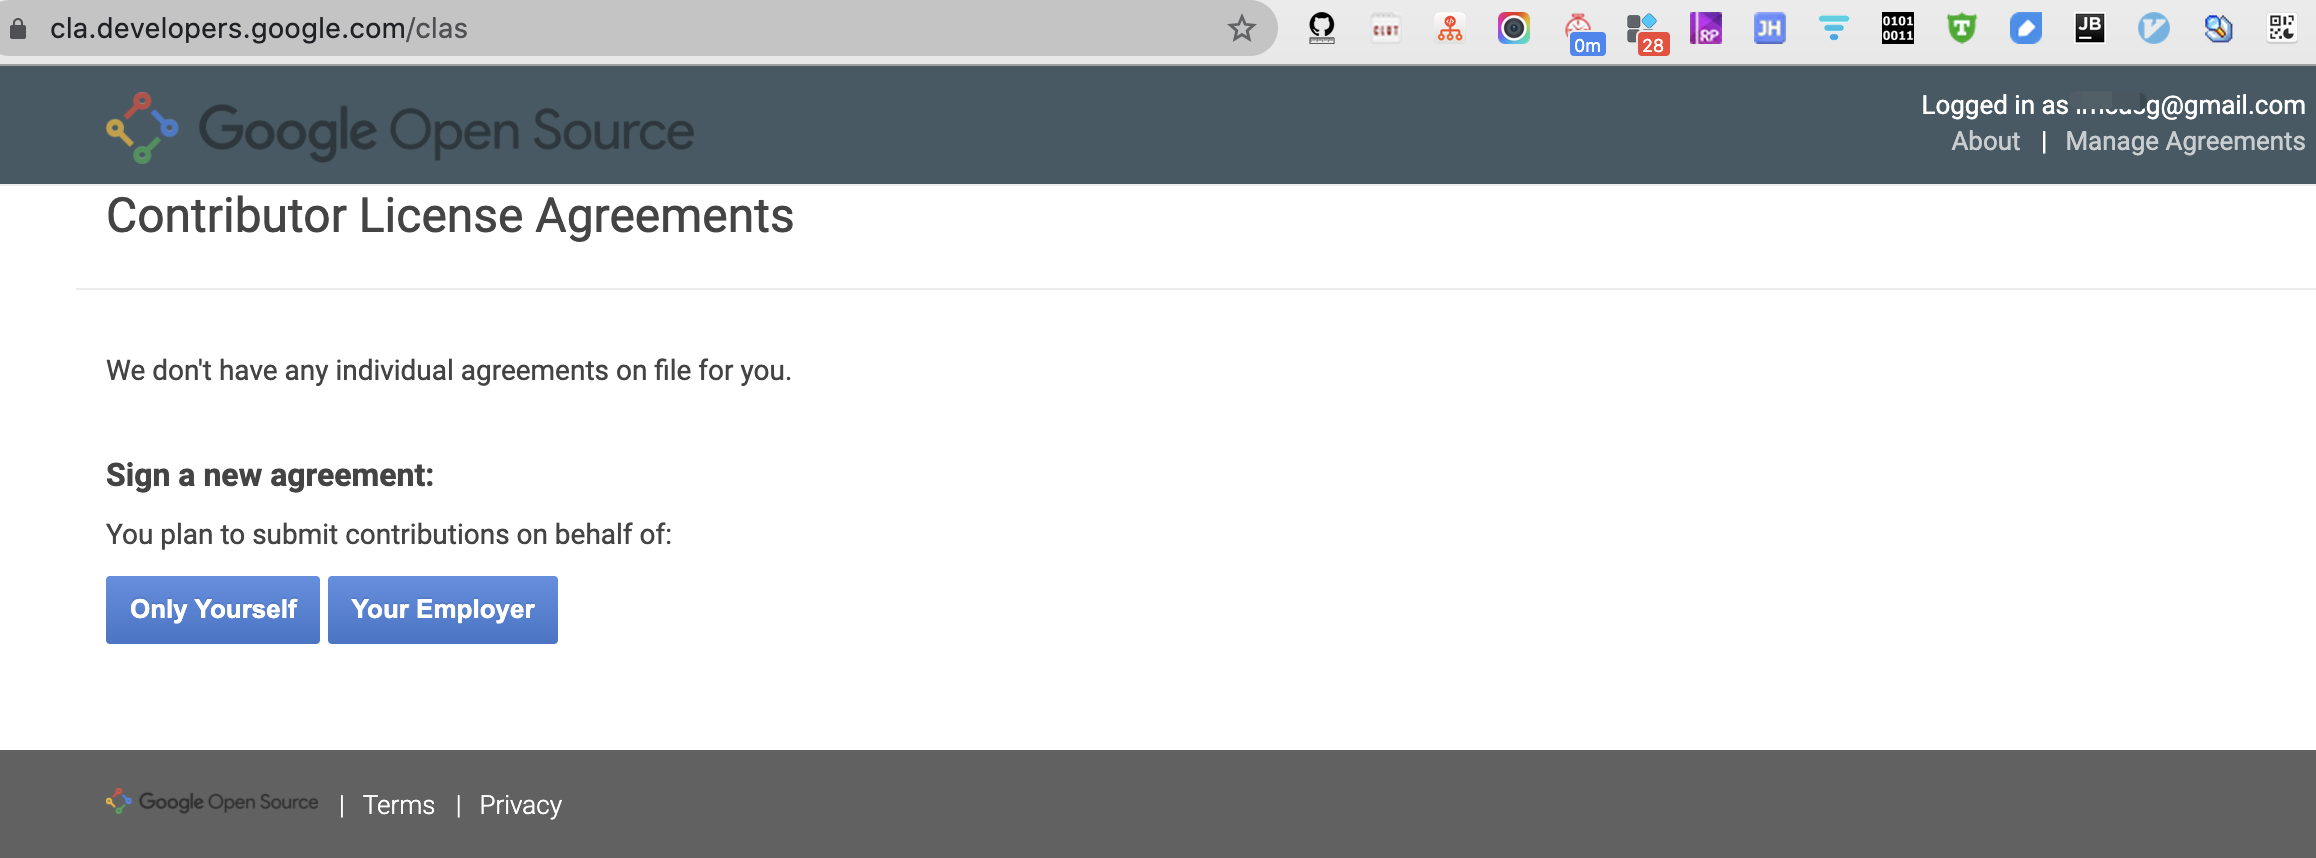 cla.developers.google.com/clas
CLUT
0m
28
RP
JH
0101
0011
T
JB
Google Open Source
Logged in as g@gmail.com
About | Manage Agreements
Contributor License Agreements
We don't have any individual agreements on file for you.
Sign a new agreement:
You plan to submit contributions on behalf of:
Only Yourself
Your Employer
Google Open Source | Terms | Privacy